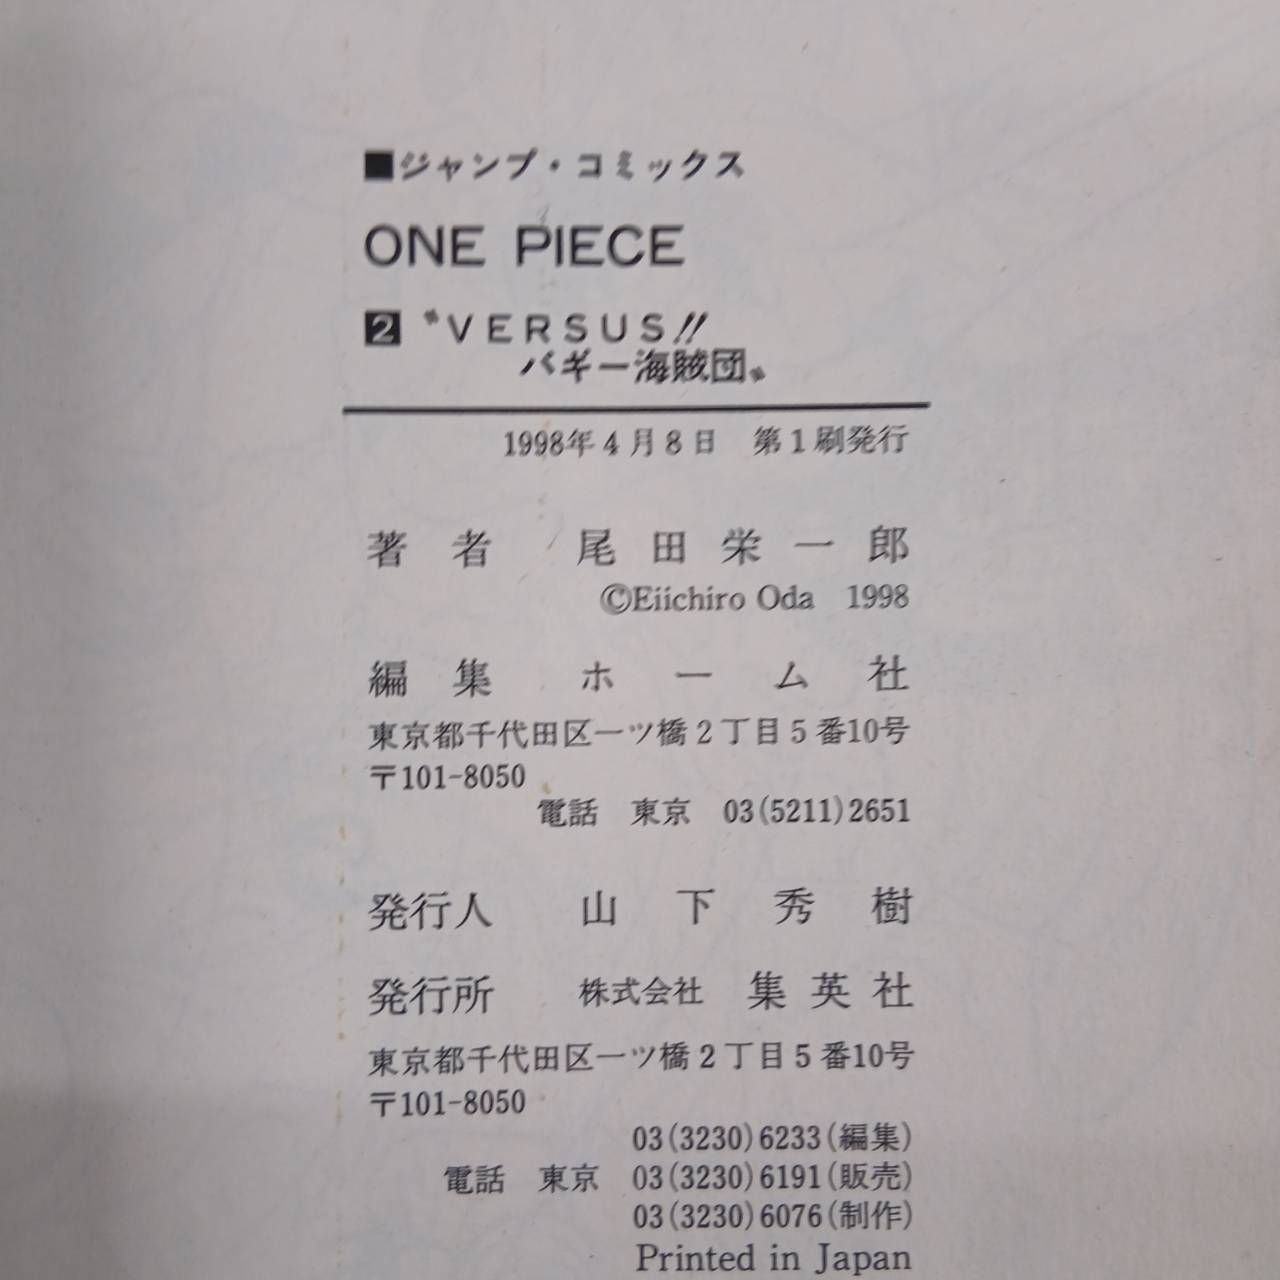 ■ジャンプ・コミックス
ONE PIECE
2 〝VERSUS!!
バギー海賊団〟
1998年4月8日 第1刷発行
著者 尾田栄一郎
©Eiichiro Oda 1998
編集 ホーム社
東京都千代田区一ツ橋2丁目5番10号
〒101-8050
電話 東京 03(5211)2651
発行人 山下秀樹
発行所 株式会社 集英社
東京都千代田区一ツ橋2丁目5番10号
〒101-8050
03(3230)6233(編集)
電話 東京 03(3230)6191(販売)
03(3230)6076(制作)
Printed in Japan